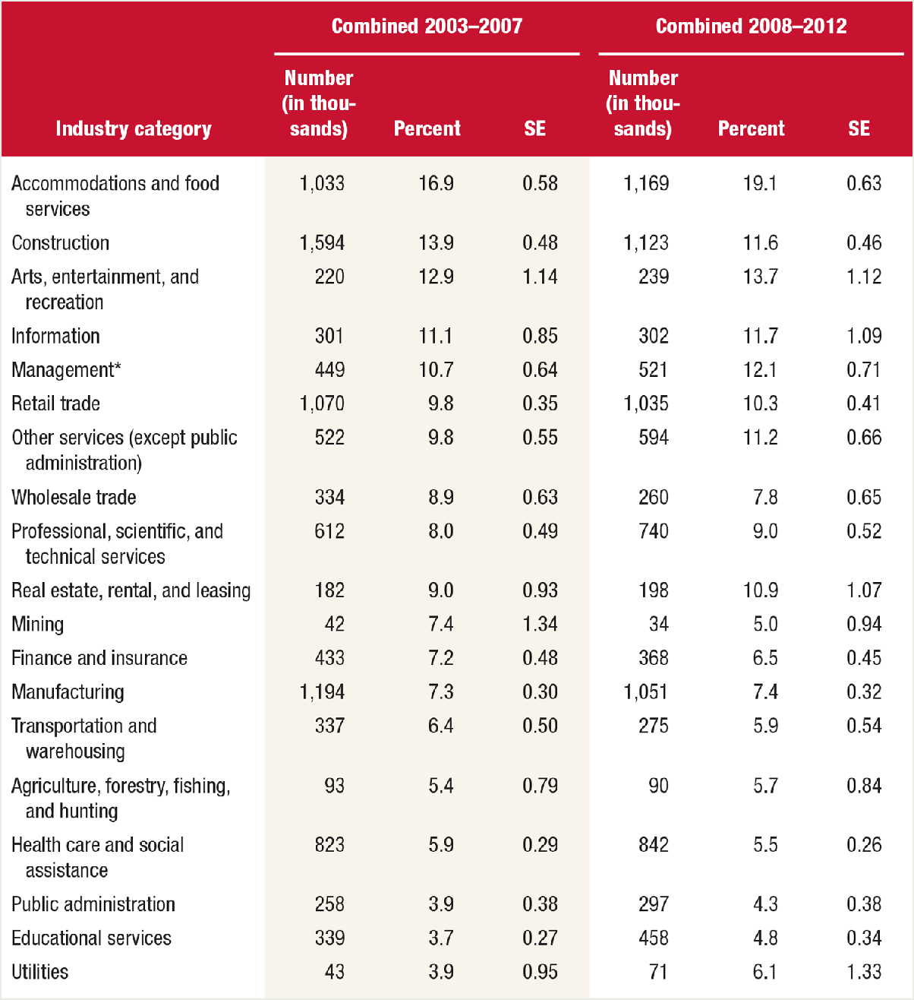 Combined 2003–2007 Combined 2008–2012
Number Number
(in thou- (in thou-
Industry category sands) Percent SE sands) Percent SE
Accommodations and food 1,033 16.9 0.58 1,169 19.1 0.63
services
Construction 1,594 13.9 0.48 1,123 11.6 0.46
Arts, entertainment, and 220 12.9 1.14 239 13.7 1.12
recreation
Information 301 11.1 0.85 302 11.7 1.09
Management* 449 10.7 0.64 521 12.1 0.71
Retail trade 1,070 9.8 0.35 1,035 10.3 0.41
Other services (except public 522 9.8 0.55 594 11.2 0.66
administration)
Wholesale trade 334 8.9 0.63 260 7.8 0.65
Professional, scientific, and 612 8.0 0.49 740 9.0 0.52
technical services
Real estate, rental, and leasing 182 9.0 0.93 198 10.9 1.07
Mining 42 7.4 1.34 34 5.0 0.94
Finance and insurance 433 7.2 0.48 368 6.5 0.45
Manufacturing 1,194 7.3 0.30 1,051 7.4 0.32
Transportation and 337 6.4 0.50 275 5.9 0.54
warehousing
Agriculture, forestry, fishing, 93 5.4 0.79 90 5.7 0.84
and hunting
Health care and social 823 5.9 0.29 842 5.5 0.26
assistance
Public administration 258 3.9 0.38 297 4.3 0.38
Educational services 339 3.7 0.27 458 4.8 0.34
Utilities 43 3.9 0.95 71 6.1 1.33